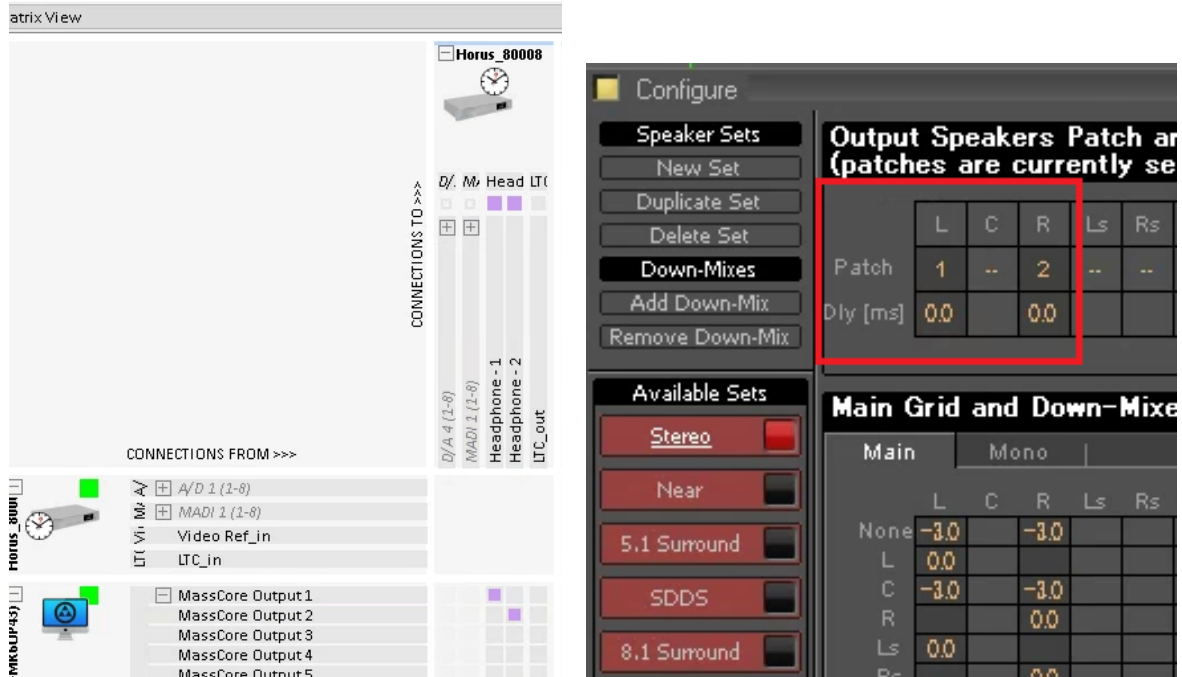 atrix View
Horus_80008
D/. M Head LT(
CONNECTIONS TO >>>
D/A 4 (1-8)
MADI 1 (1-8)
Headphone - 1
Headphone - 2
LTC_out
CONNECTIONS FROM >>>
A/D 1 (1-8)
MADI 1 (1-8)
Video Ref_in
LTC_in
MassCore Output 1
MassCore Output 2
MassCore Output 3
MassCore Output 4
MassCore Output 5
Configure
Speaker Sets
New Set
Duplicate Set
Delete Set
Down-Mixes
Add Down-Mix
Remove Down-Mix
Available Sets
Stereo
Near
5.1 Surround
SDDS
8.1 Surround
Output Speakers Patch ar
(patches are currently se
L C R Ls Rs
Patch 1 -- 2 -- --
Dly [ms] 0.0 0.0
Main Grid and Down-Mixe
Main Mono
L C R Ls Rs
None -3.0 -3.0
L 0.0
C -3.0 -3.0
R 0.0
Ls 0.0
Rs 0.0